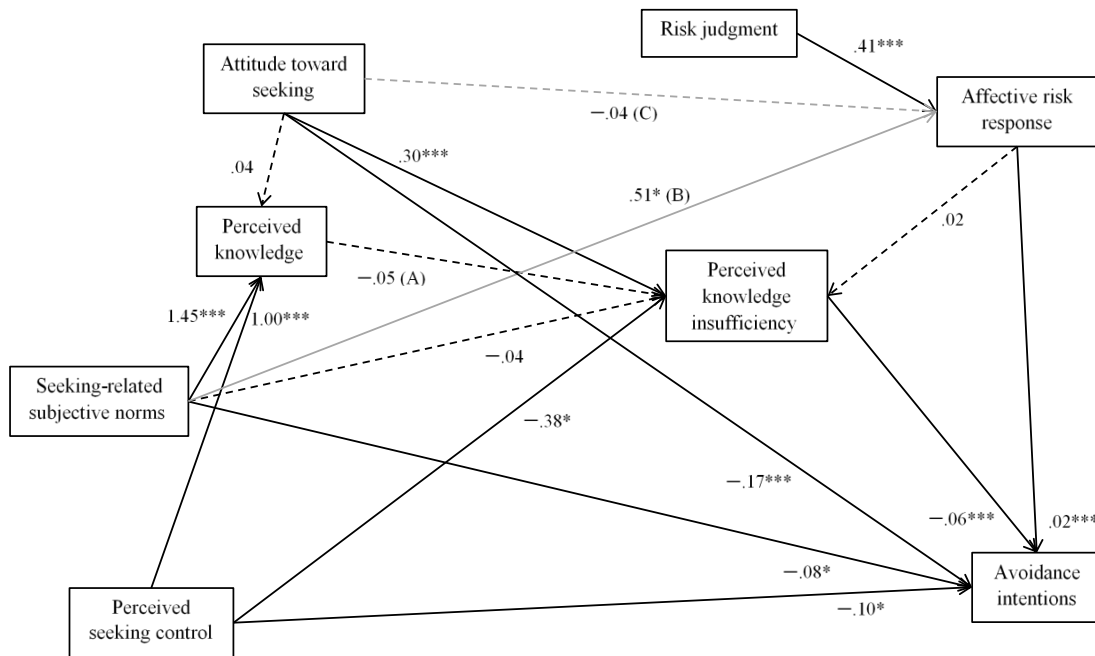 Risk judgment
.41***
Attitude toward
seeking
−.04 (C)
Affective risk
response
.30***
.04
.51* (B)
.02
Perceived
knowledge
−.05 (A)
Perceived
knowledge
insufficiency
1.45***
1.00***
−.04
Seeking-related
subjective norms
−.38*
−.17***
−.06***
.02***
−.08*
Avoidance
intentions
−.10*
Perceived
seeking control